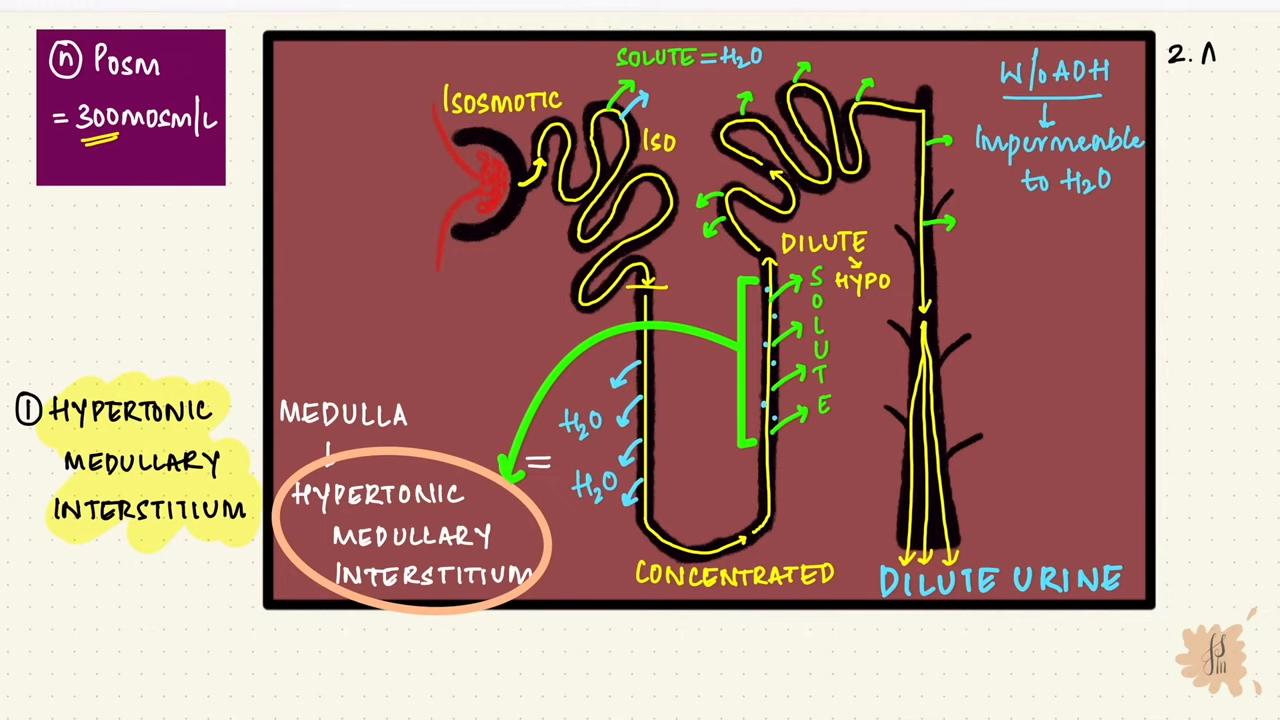 ⓝ POSM
= 300MOSM/L
① HYPERTONIC
MEDULLARY
INTERSTITIUM
ISOSMOTIC
SOLUTE = H₂O
ISO
MEDULLA
↓
HYPERTONIC
MEDULLARY
INTERSTITIUM
=
H₂O
H₂O
CONCENTRATED
DILUTE
↘
HYPO
SOLUTE
W/O ADH
↓
Impermeable
to H₂O
DILUTE URINE
2. A